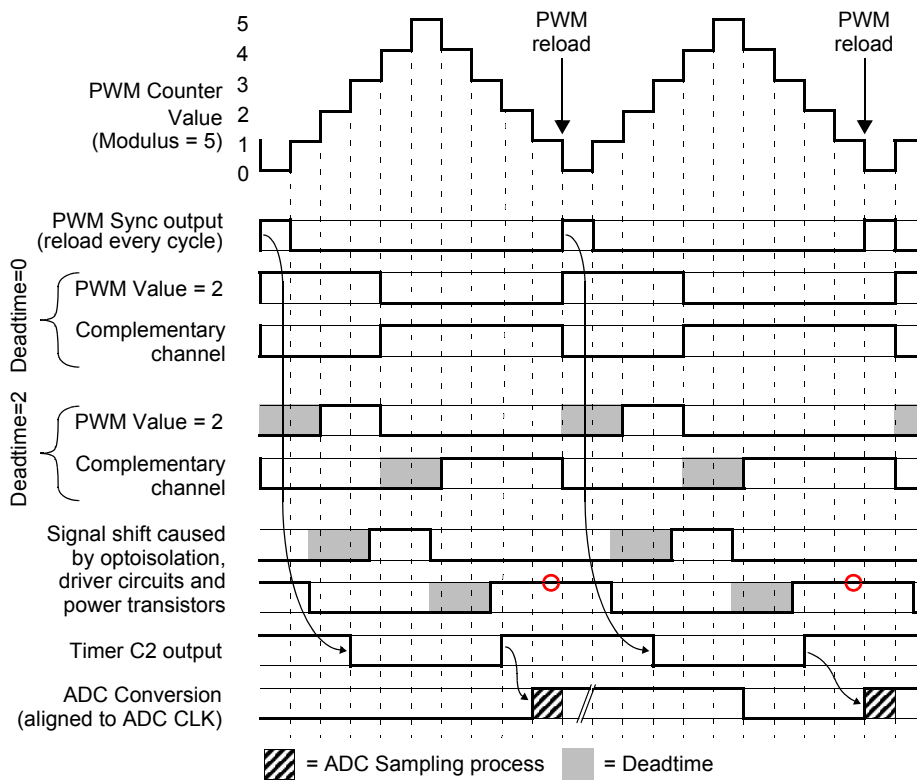 5
4
3
2
1
0
PWM Counter
Value
(Modulus = 5)
PWM
reload
PWM
reload
PWM Sync output
(reload every cycle)
Deadtime=0
PWM Value = 2
Complementary
channel
Deadtime=2
PWM Value = 2
Complementary
channel
Signal shift caused
by optoisolation,
driver circuits and
power transistors
Timer C2 output
ADC Conversion
(aligned to ADC CLK)
= ADC Sampling process
= Deadtime